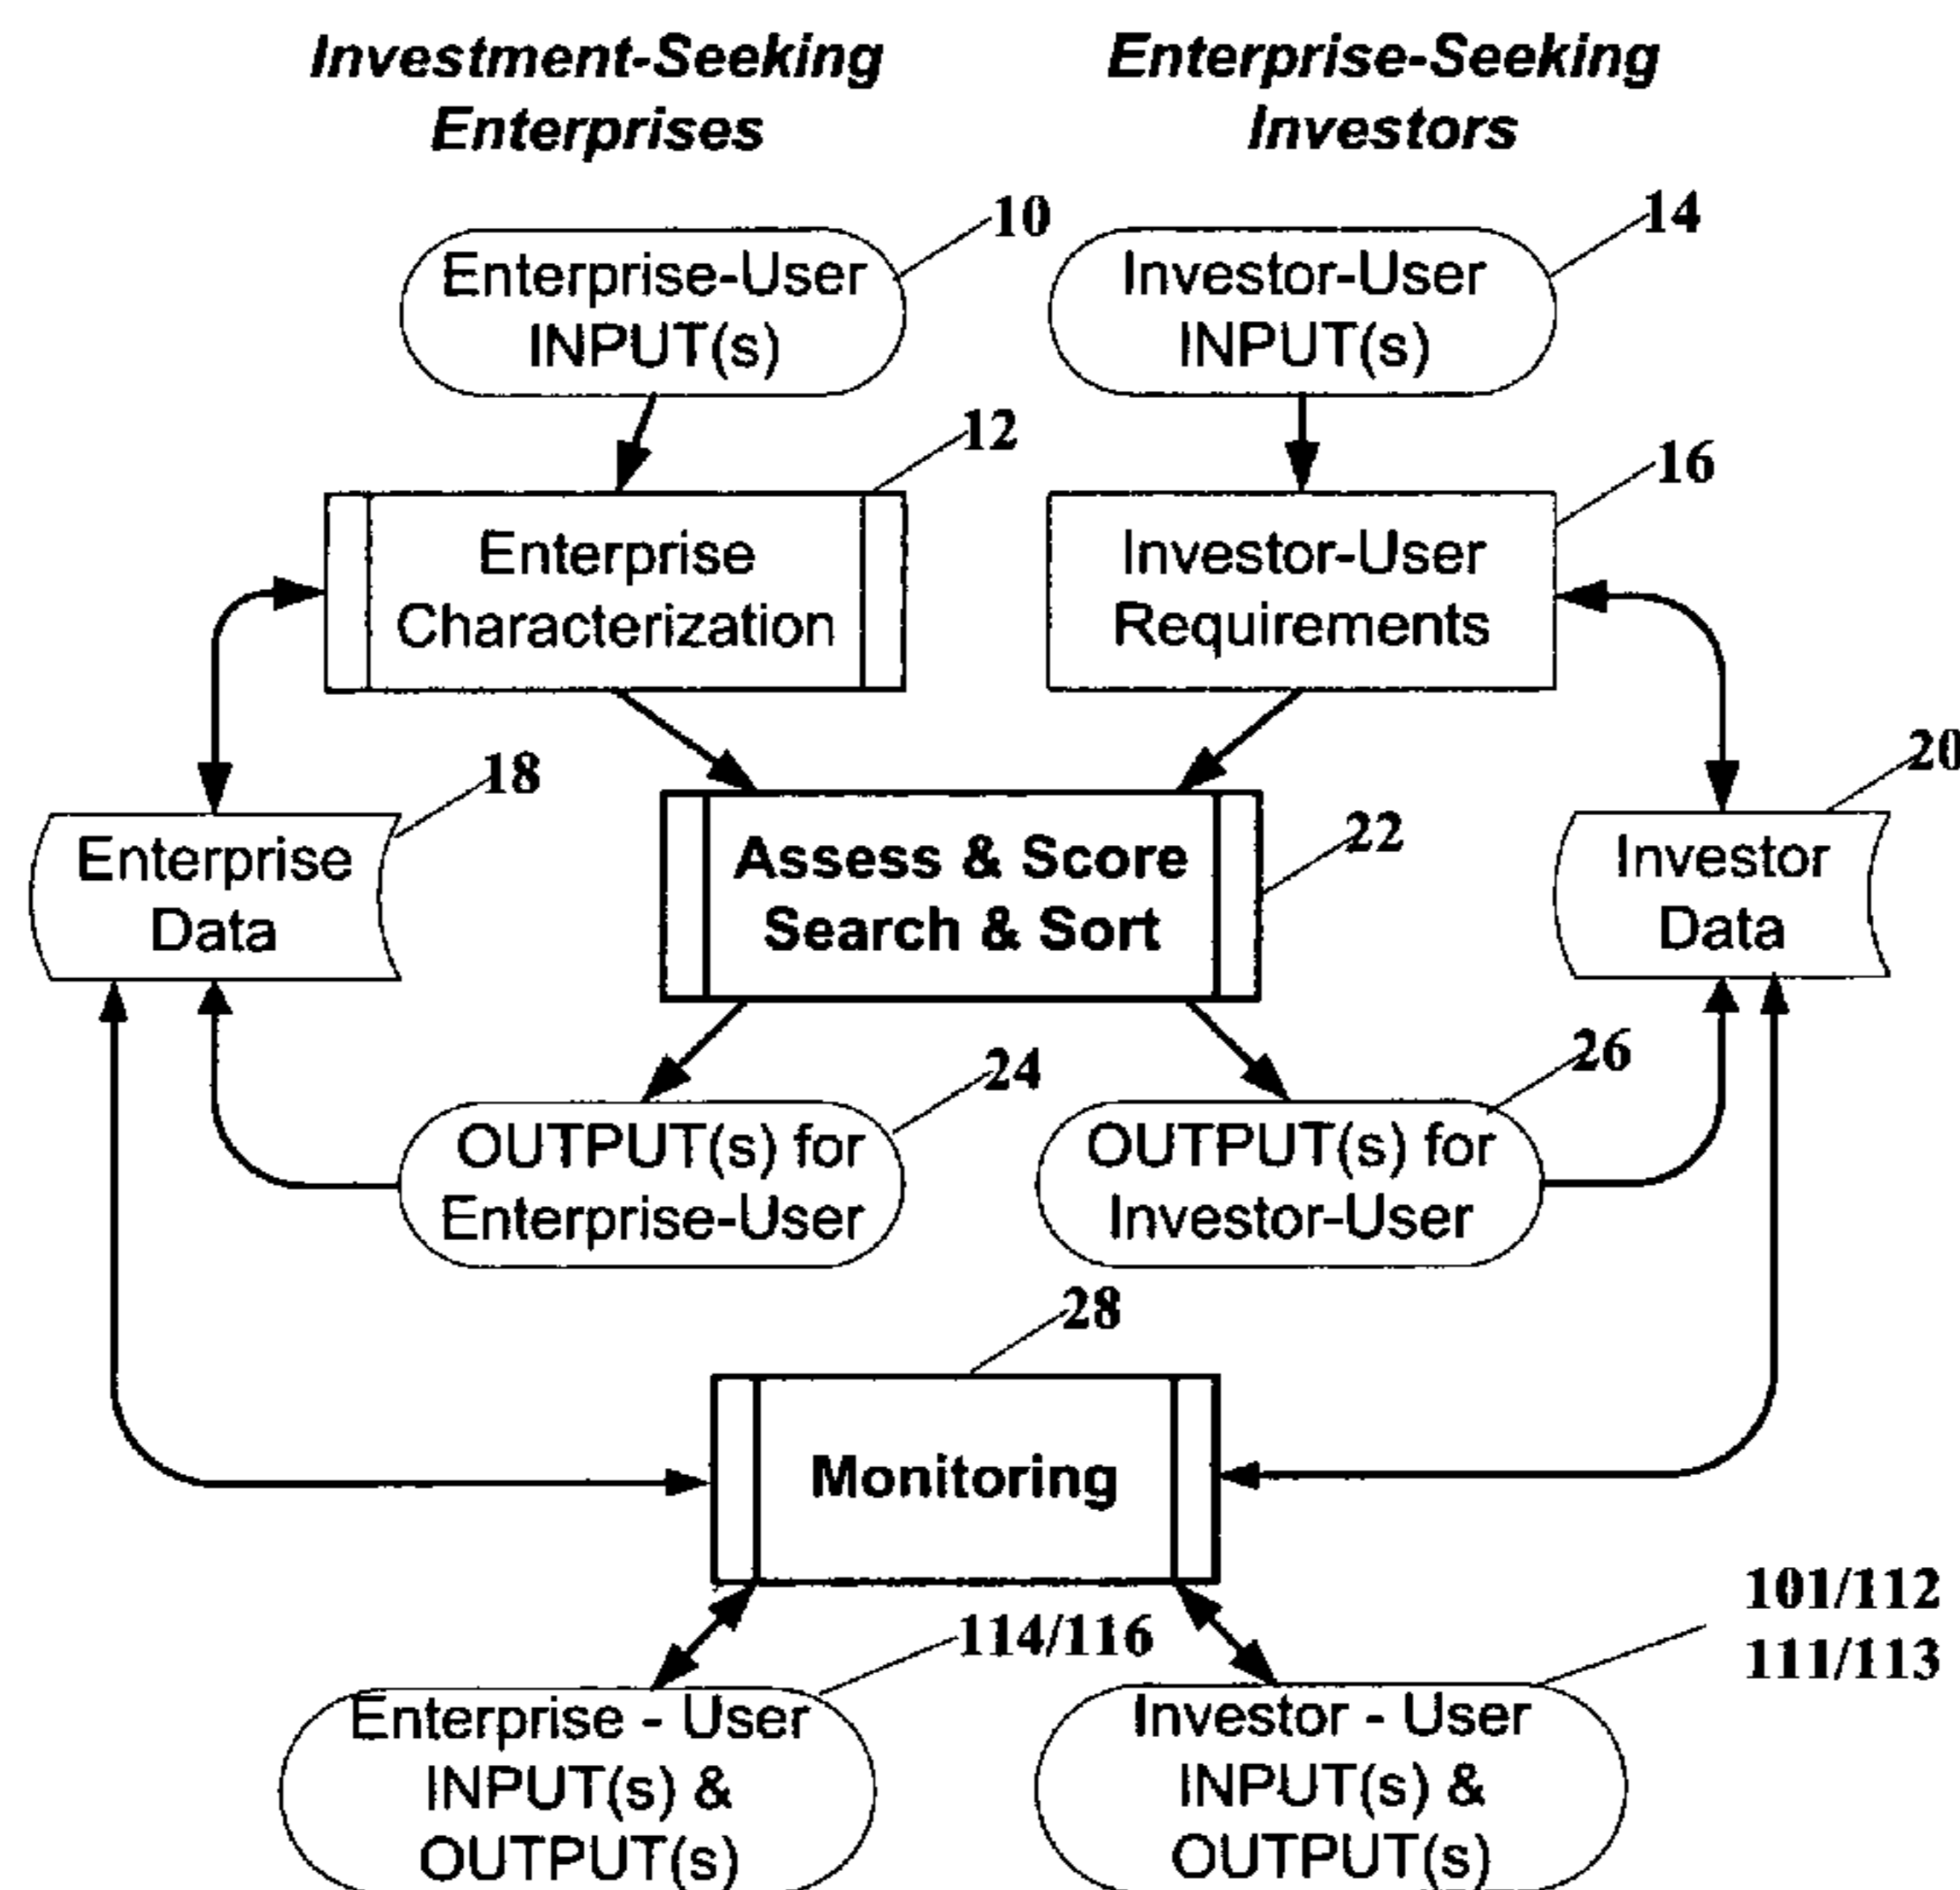 Investment-Seeking
Enterprises
Enterprise-Seeking
Investors
10
14
Enterprise-User
INPUT(s)
Investor-User
INPUT(s)
12
16
Enterprise
Characterization
Investor-User
Requirements
18
20
Enterprise
Data
Assess & Score
Search & Sort
22
Investor
Data
24
26
OUTPUT(s) for
Enterprise-User
OUTPUT(s) for
Investor-User
28
Monitoring
114/116
101/112
111/113
Enterprise - User
INPUT(s) &
OUTPUT(s)
Investor - User
INPUT(s) &
OUTPUT(s)